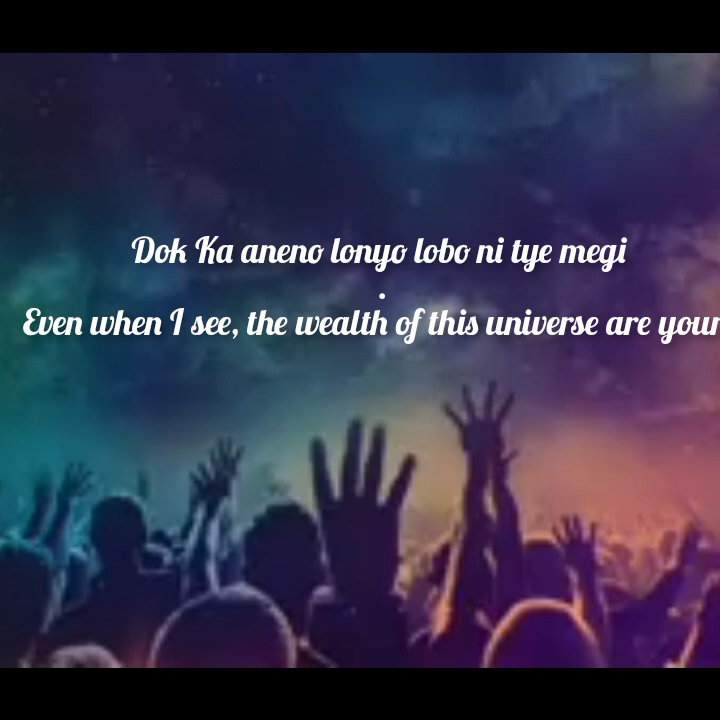 Dok Ka aneno lonyo lobo ni tye megi
.
Even when I see, the wealth of this universe are your